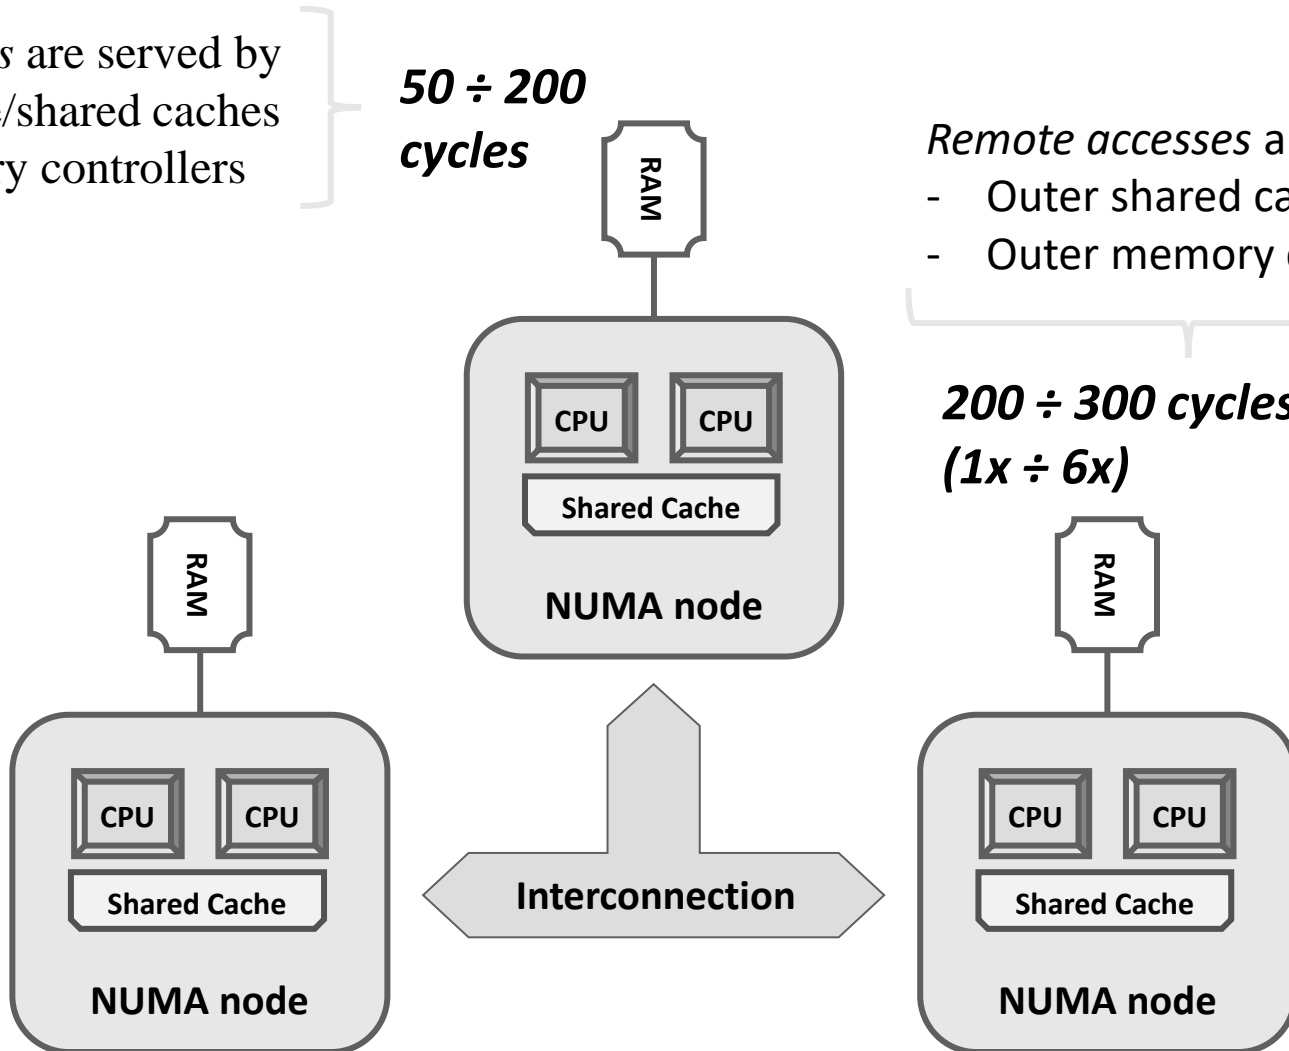 s are served by
e/shared caches
ry controllers
50 ÷ 200
cycles
RAM
Remote accesses a
- Outer shared ca
- Outer memory
200 ÷ 300 cycles
(1x ÷ 6x)
CPU CPU
Shared Cache
NUMA node
RAM
RAM
CPU CPU
Shared Cache
NUMA node
Interconnection
CPU CPU
Shared Cache
NUMA node